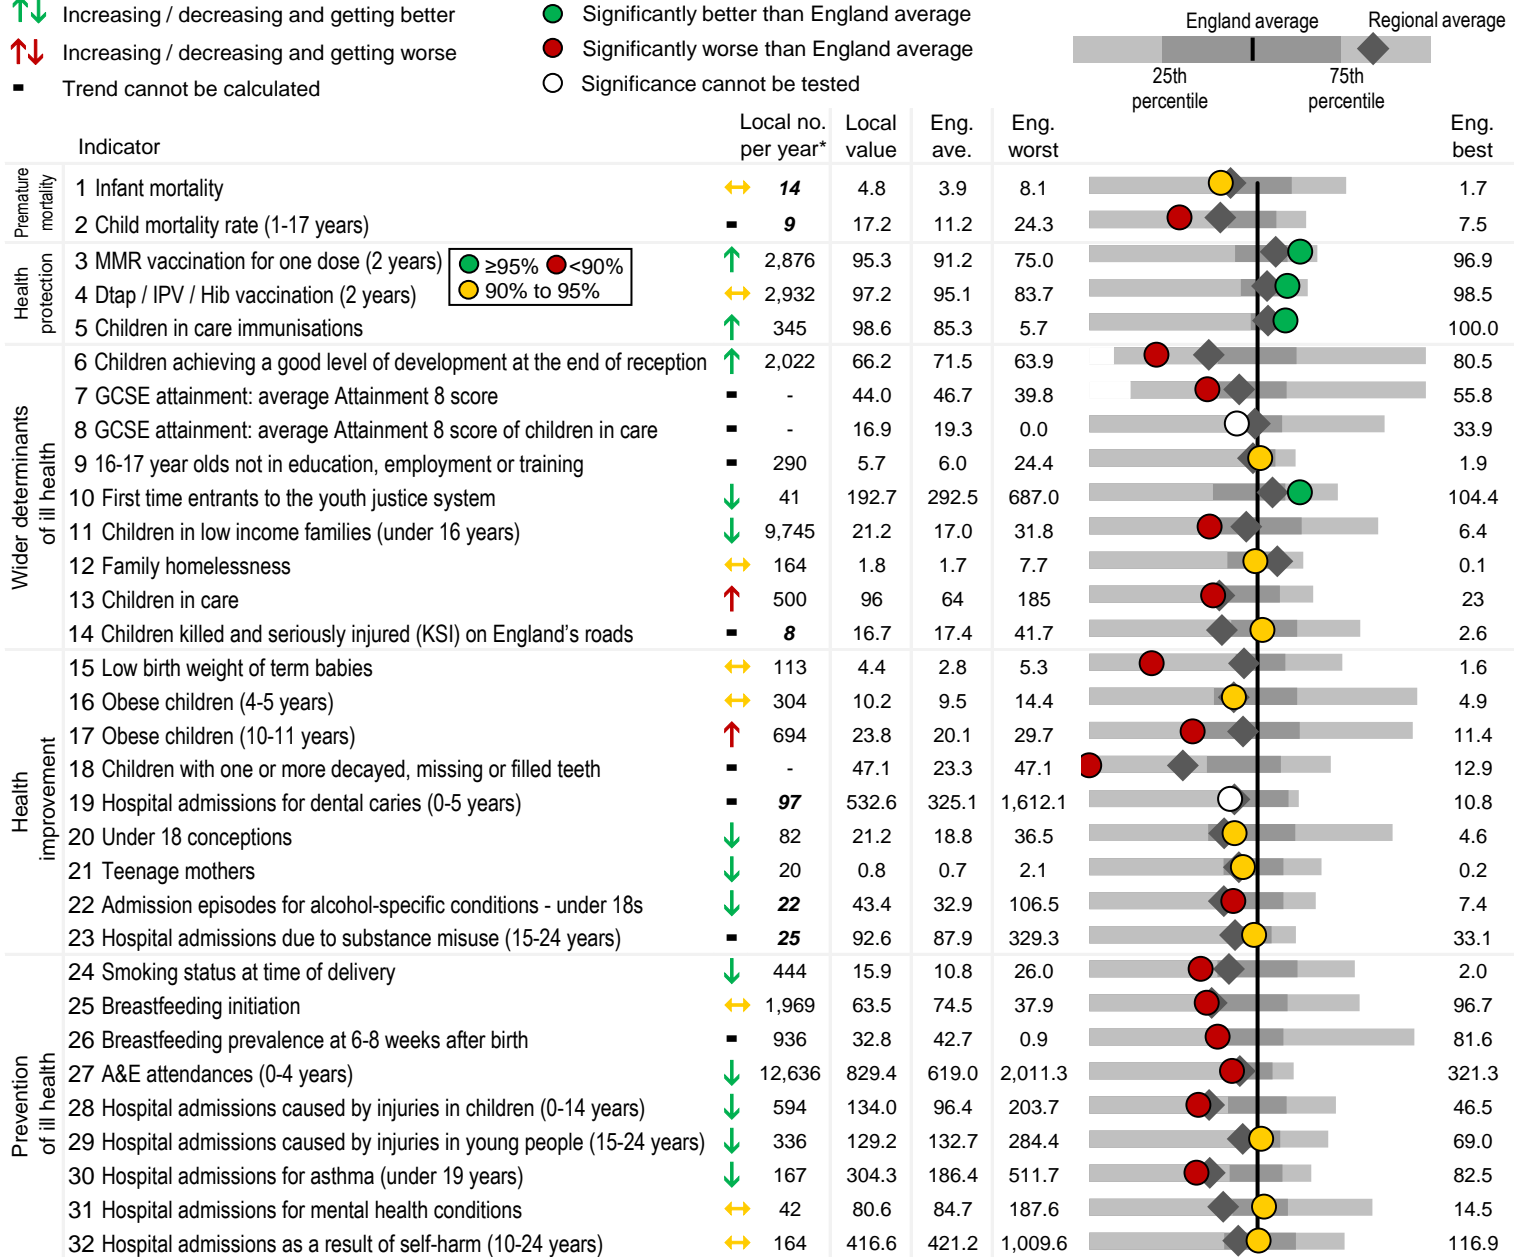 Increasing / decreasing and getting better
Significantly better than England average
England average
Regional average
Increasing / decreasing and getting worse
Significantly worse than England average
Trend cannot be calculated
Significance cannot be tested
25th percentile
75th percentile
Indicator
Local no. per year*
Local value
Eng. ave.
Eng. worst
Eng. best
Premature mortality
1 Infant mortality 14 4.8 3.9 8.1 1.7
2 Child mortality rate (1-17 years) - 9 17.2 11.2 24.3 7.5
Health protection
3 MMR vaccination for one dose (2 years) 2,876 95.3 91.2 75.0 96.9
≥95% <90%
90% to 95%
4 Dtap / IPV / Hib vaccination (2 years) 2,932 97.2 95.1 83.7 98.5
5 Children in care immunisations 345 98.6 85.3 5.7 100.0
Wider determinants of ill health
6 Children achieving a good level of development at the end of reception 2,022 66.2 71.5 63.9 80.5
7 GCSE attainment: average Attainment 8 score - - 44.0 46.7 39.8 55.8
8 GCSE attainment: average Attainment 8 score of children in care - - 16.9 19.3 0.0 33.9
9 16-17 year olds not in education, employment or training - 290 5.7 6.0 24.4 1.9
10 First time entrants to the youth justice system 41 192.7 292.5 687.0 104.4
11 Children in low income families (under 16 years) 9,745 21.2 17.0 31.8 6.4
12 Family homelessness 164 1.8 1.7 7.7 0.1
13 Children in care 500 96 64 185 23
14 Children killed and seriously injured (KSI) on England's roads - 8 16.7 17.4 41.7 2.6
Health improvement
15 Low birth weight of term babies 113 4.4 2.8 5.3 1.6
16 Obese children (4-5 years) 304 10.2 9.5 14.4 4.9
17 Obese children (10-11 years) 694 23.8 20.1 29.7 11.4
18 Children with one or more decayed, missing or filled teeth - - 47.1 23.3 47.1 12.9
19 Hospital admissions for dental caries (0-5 years) - 97 532.6 325.1 1,612.1 10.8
20 Under 18 conceptions 82 21.2 18.8 36.5 4.6
21 Teenage mothers 20 0.8 0.7 2.1 0.2
22 Admission episodes for alcohol-specific conditions - under 18s 22 43.4 32.9 106.5 7.4
23 Hospital admissions due to substance misuse (15-24 years) - 25 92.6 87.9 329.3 33.1
Prevention of ill health
24 Smoking status at time of delivery 444 15.9 10.8 26.0 2.0
25 Breastfeeding initiation 1,969 63.5 74.5 37.9 96.7
26 Breastfeeding prevalence at 6-8 weeks after birth - 936 32.8 42.7 0.9 81.6
27 A&E attendances (0-4 years) 12,636 829.4 619.0 2,011.3 321.3
28 Hospital admissions caused by injuries in children (0-14 years) 594 134.0 96.4 203.7 46.5
29 Hospital admissions caused by injuries in young people (15-24 years) 336 129.2 132.7 284.4 69.0
30 Hospital admissions for asthma (under 19 years) 167 304.3 186.4 511.7 82.5
31 Hospital admissions for mental health conditions 42 80.6 84.7 187.6 14.5
32 Hospital admissions as a result of self-harm (10-24 years) 164 416.6 421.2 1,009.6 116.9